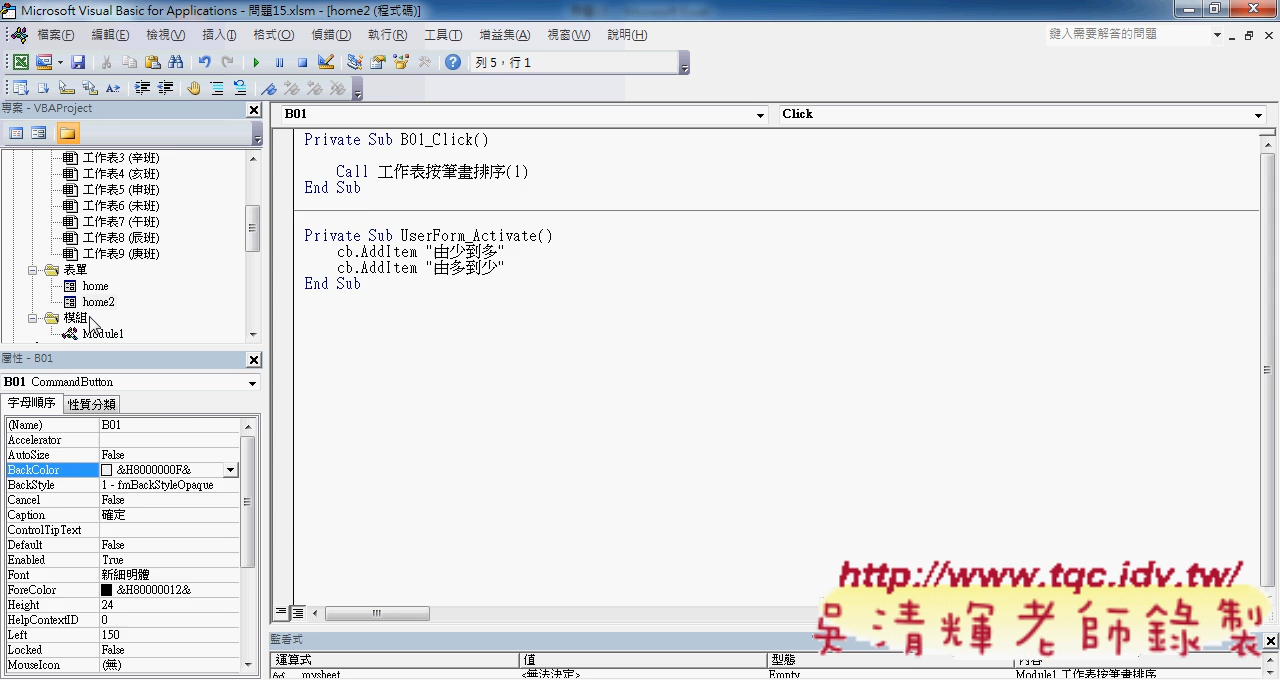 Microsoft Visual Basic for Applications - 問題15.xlsm - [home2 (程式碼)]
檔案(F) 編輯(E) 檢視(V) 插入(I) 格式(O) 偵錯(D) 執行(R) 工具(T) 增益集(A) 視窗(W) 說明(H)
鍵入需要解答的問題
列 5，行 1
專案 - VBAProject
工作表3 (辛班)
工作表4 (亥班)
工作表5 (申班)
工作表6 (未班)
工作表7 (午班)
工作表8 (辰班)
工作表9 (庚班)
表單
home
home2
模組
Module1
屬性 - B01
B01 CommandButton
字母順序 性質分類
(Name) B01
Accelerator
AutoSize False
BackColor &H8000000F&
BackStyle 1 - fmBackStyleOpaque
Cancel False
Caption 確定
ControlTipText
Default False
Enabled True
Font 新細明體
ForeColor &H80000012&
Height 24
HelpContextID 0
Left 150
Locked False
MouseIcon (無)
B01 Click
Private Sub B01_Click()
Call 工作表按筆畫排序(1)
End Sub
Private Sub UserForm_Activate()
cb.AddItem "由少到多"
cb.AddItem "由多到少"
End Sub
http://www.tqc.idv.tw/
吳清輝老師錄製
監看式
運算式 值 型態 內容
mysheet <無法決定> Empty Module1.工作表按筆畫排序